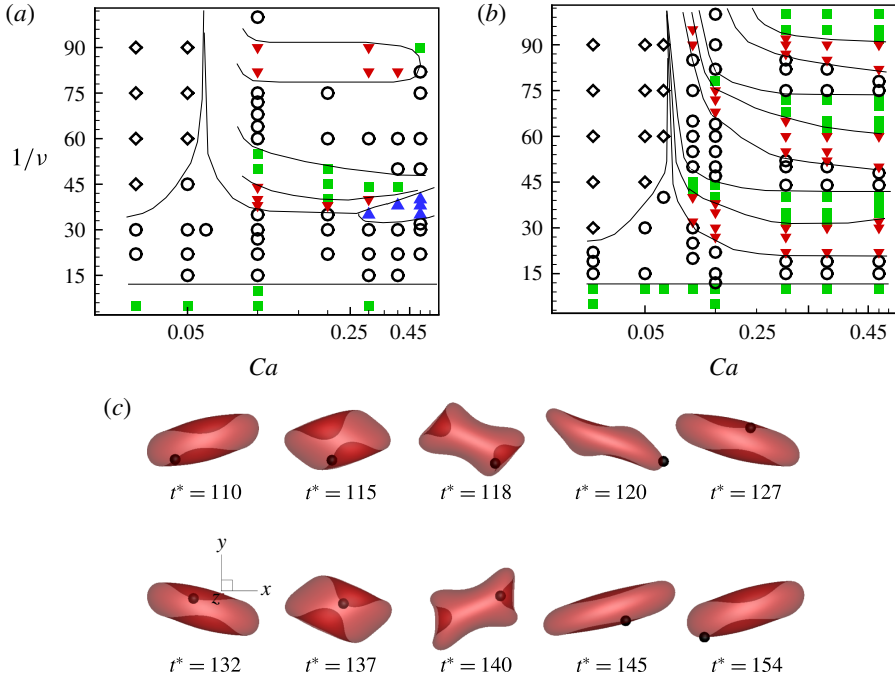 (a) (b)
90 90
75 75
1/ν 60 60
45 45
30 30
15 15
0.05 0.25 0.45 0.05 0.25 0.45
Ca Ca
(c)
t* = 110 t* = 115 t* = 118 t* = 120 t* = 127
y
x
z
t* = 132 t* = 137 t* = 140 t* = 145 t* = 154